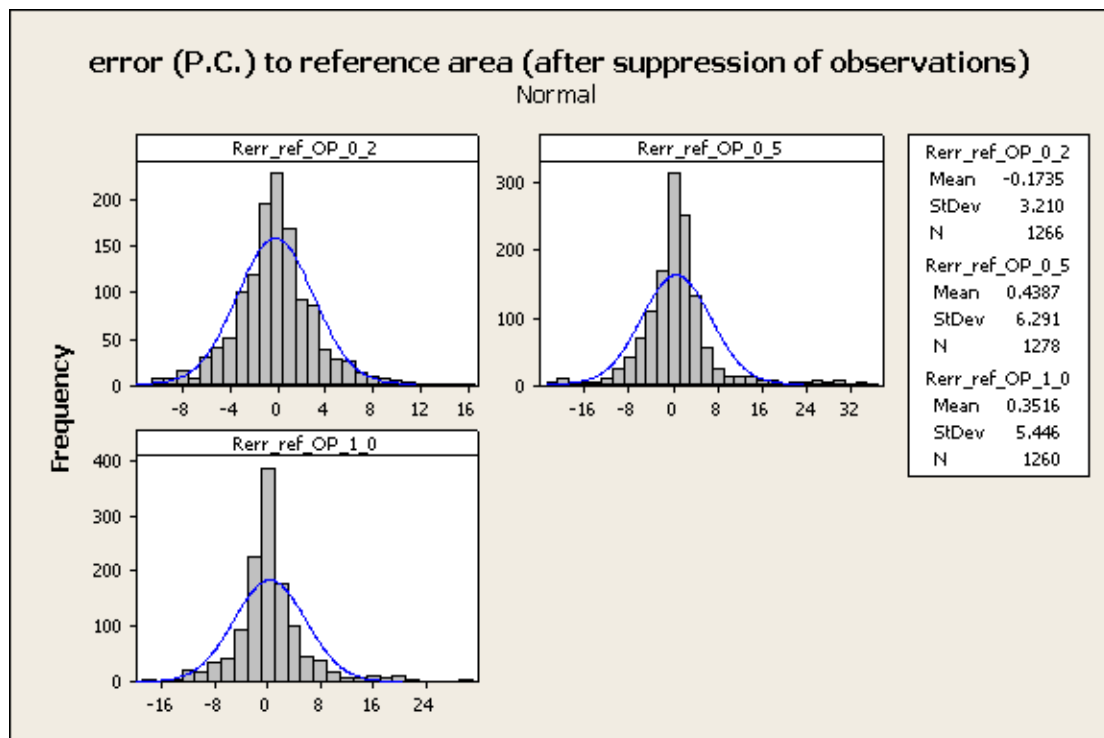 error (P.C.) to reference area (after suppression of observations)
Normal
Rerr_ref_OP_0_2
200
150
100
50
0
-8 -4 0 4 8 12 16
Rerr_ref_OP_0_5
300
200
100
0
-16 -8 0 8 16 24 32
Rerr_ref_OP_1_0
400
300
200
100
0
-16 -8 0 8 16 24
Frequency
Rerr_ref_OP_0_2
Mean -0.1735
StDev 3.210
N 1266
Rerr_ref_OP_0_5
Mean 0.4387
StDev 6.291
N 1278
Rerr_ref_OP_1_0
Mean 0.3516
StDev 5.446
N 1260